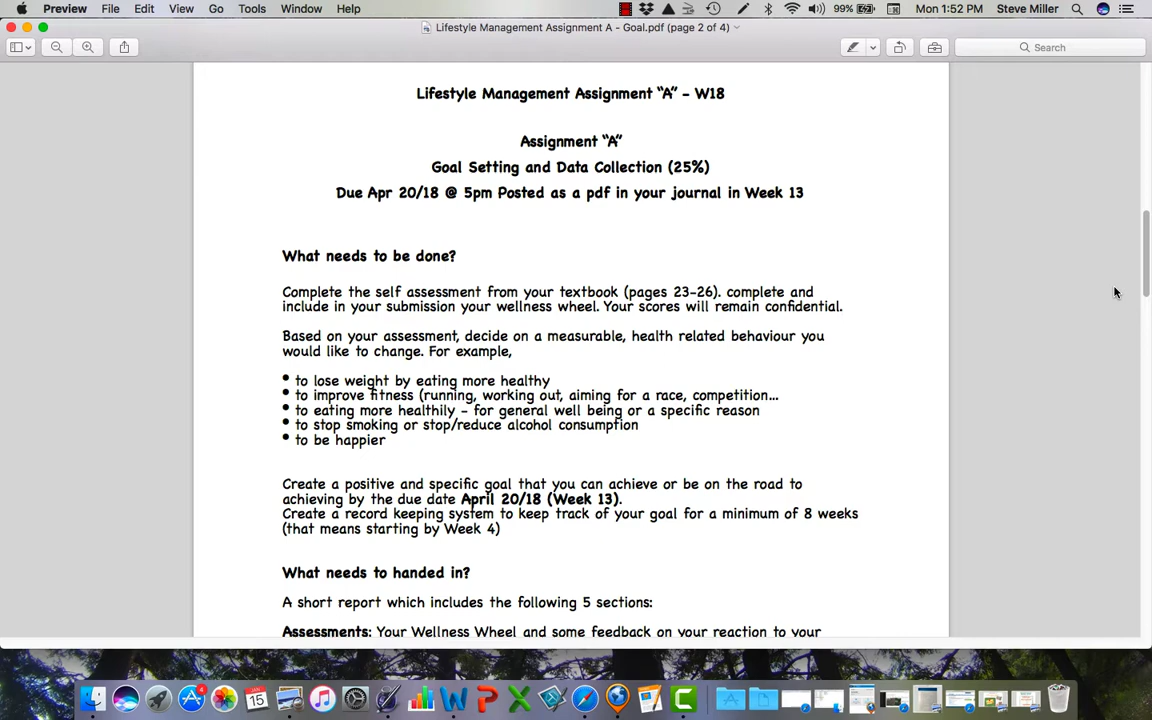 Preview File Edit View Go Tools Window Help 99% Mon 1:52 PM Steve Miller
Lifestyle Management Assignment A - Goal.pdf (page 2 of 4)
Search
Lifestyle Management Assignment "A" - W18
Assignment "A"
Goal Setting and Data Collection (25%)
Due Apr 20/18 @ 5pm Posted as a pdf in your journal in Week 13
What needs to be done?
Complete the self assessment from your textbook (pages 23-26). complete and
include in your submission your wellness wheel. Your scores will remain confidential.
Based on your assessment, decide on a measurable, health related behaviour you
would like to change. For example,
• to lose weight by eating more healthy
• to improve fitness (running, working out, aiming for a race, competition...
• to eating more healthily - for general well being or a specific reason
• to stop smoking or stop/reduce alcohol consumption
• to be happier
Create a positive and specific goal that you can achieve or be on the road to
achieving by the due date April 20/18 (Week 13).
Create a record keeping system to keep track of your goal for a minimum of 8 weeks
(that means starting by Week 4)
What needs to handed in?
A short report which includes the following 5 sections:
Assessments: Your Wellness Wheel and some feedback on your reaction to your
4
JAN
15